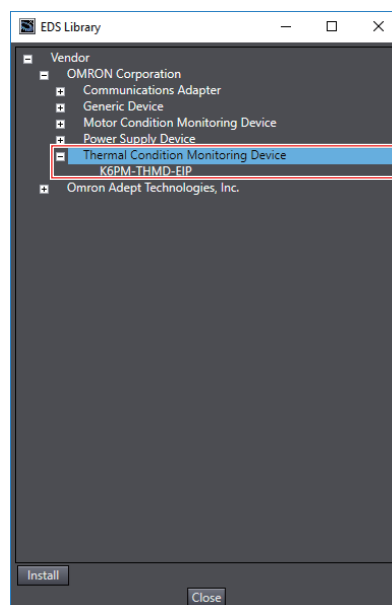 EDS Library
Vendor
OMRON Corporation
Communications Adapter
Generic Device
Motor Condition Monitoring Device
Power Supply Device
Thermal Condition Monitoring Device
K6PM-THMD-EIP
Omron Adept Technologies, Inc.
Install
Close